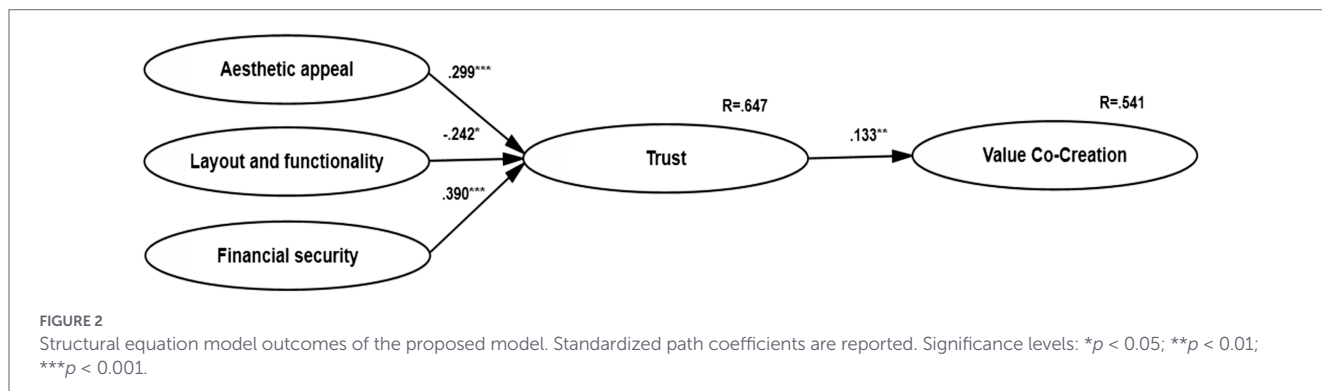 Aesthetic appeal
.299***
R=.647
R=.541
-.242*
.133**
Layout and functionality
Trust
Value Co-Creation
.390***
Financial security
FIGURE 2
Structural equation model outcomes of the proposed model. Standardized path coefficients are reported. Significance levels: *p < 0.05; **p < 0.01;
***p < 0.001.